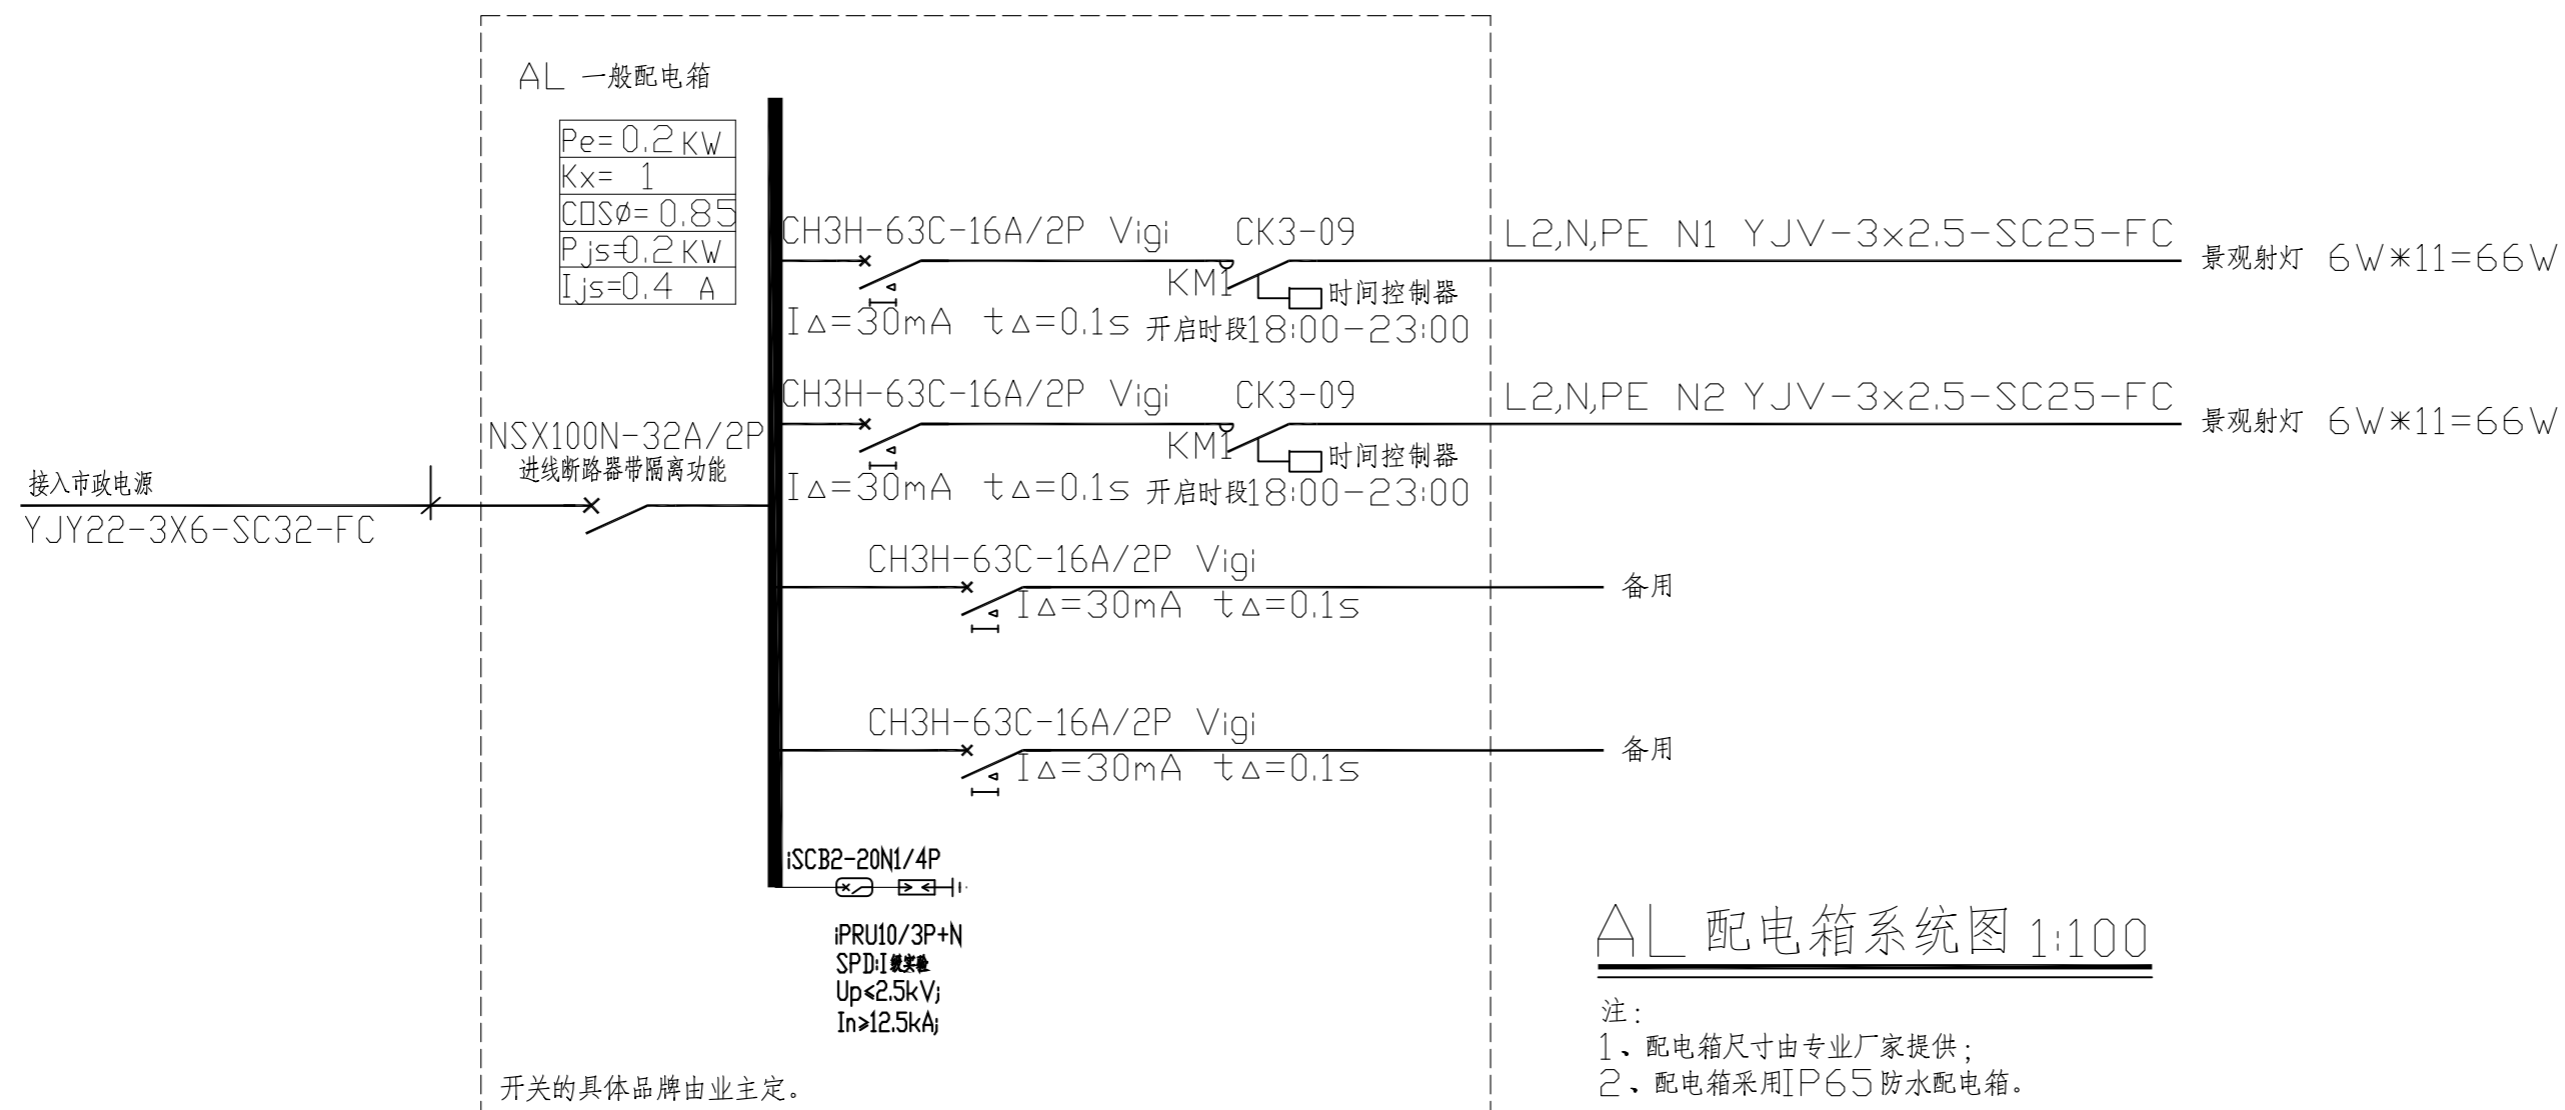 AL 一般配电箱
Pe= 0.2 KW
Kx= 1
COSø= 0.85
Pjs=0.2 KW
Ijs=0.4 A
CH3H-63C-16A/2P Vigi CK3-09
L2,N,PE N1 YJV-3x2.5-SC25-FC
景观射灯 6W*11=66W
KM1
时间控制器
I△=30mA t△=0.1s 开启时段18:00-23:00
CH3H-63C-16A/2P Vigi CK3-09
L2,N,PE N2 YJV-3x2.5-SC25-FC
景观射灯 6W*11=66W
KM1
时间控制器
I△=30mA t△=0.1s 开启时段18:00-23:00
NSX100N-32A/2P
进线断路器带隔离功能
接入市政电源
YJY22-3X6-SC32-FC
CH3H-63C-16A/2P Vigi
备用
I△=30mA t△=0.1s
CH3H-63C-16A/2P Vigi
备用
I△=30mA t△=0.1s
iSCB2-20N1/4P
iPRU10/3P+N
SPD:I级实验
Up≤2.5kV;
In≥12.5kA;
开关的具体品牌由业主定。
AL 配电箱系统图 1:100
注:
1、配电箱尺寸由专业厂家提供;
2、配电箱采用IP65防水配电箱。